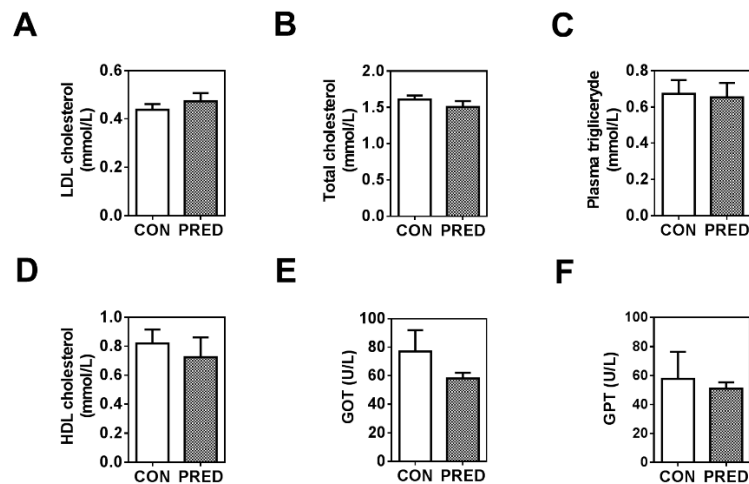 A
LDL cholesterol
(mmol/L)
0.6
0.4
0.2
0.0
CON PRED
B
Total cholesterol
(mmol/L)
2.0
1.5
1.0
0.5
0.0
CON PRED
C
Plasma trigliceryde
(mmol/L)
0.8
0.6
0.4
0.2
0.0
CON PRED
D
HDL cholesterol
(mmol/L)
1.0
0.8
0.6
0.4
0.2
0.0
CON PRED
E
GOT (U/L)
100
80
60
40
20
0
CON PRED
F
GPT (U/L)
100
80
60
40
20
0
CON PRED